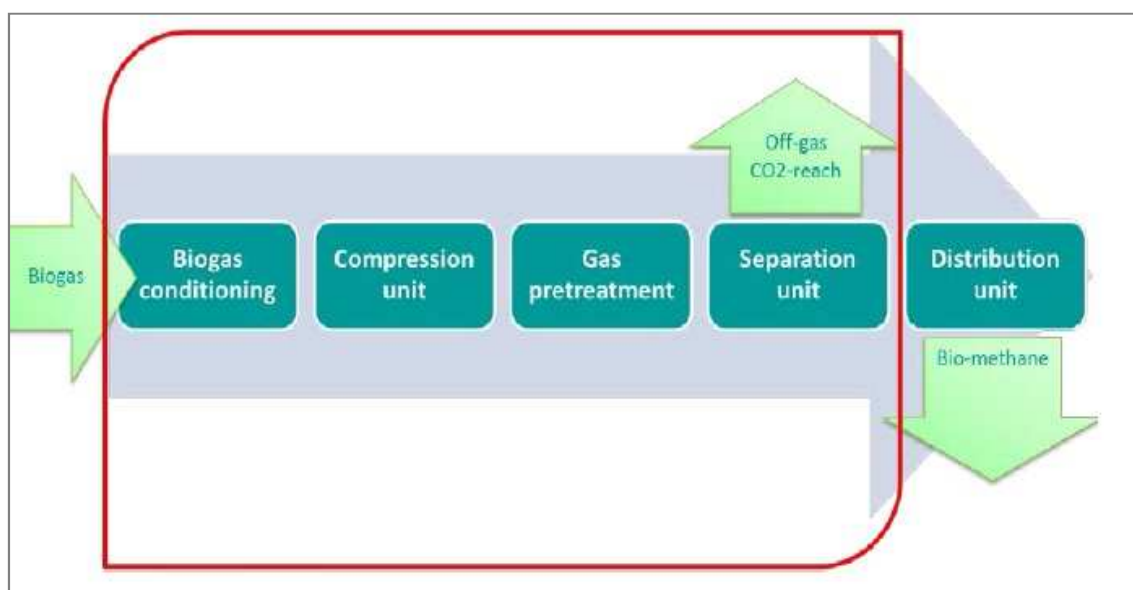 Off-gas
CO2-reach
Biogas
Biogas
conditioning
Compression
unit
Gas
pretreatment
Separation
unit
Distribution
unit
Bio-methane